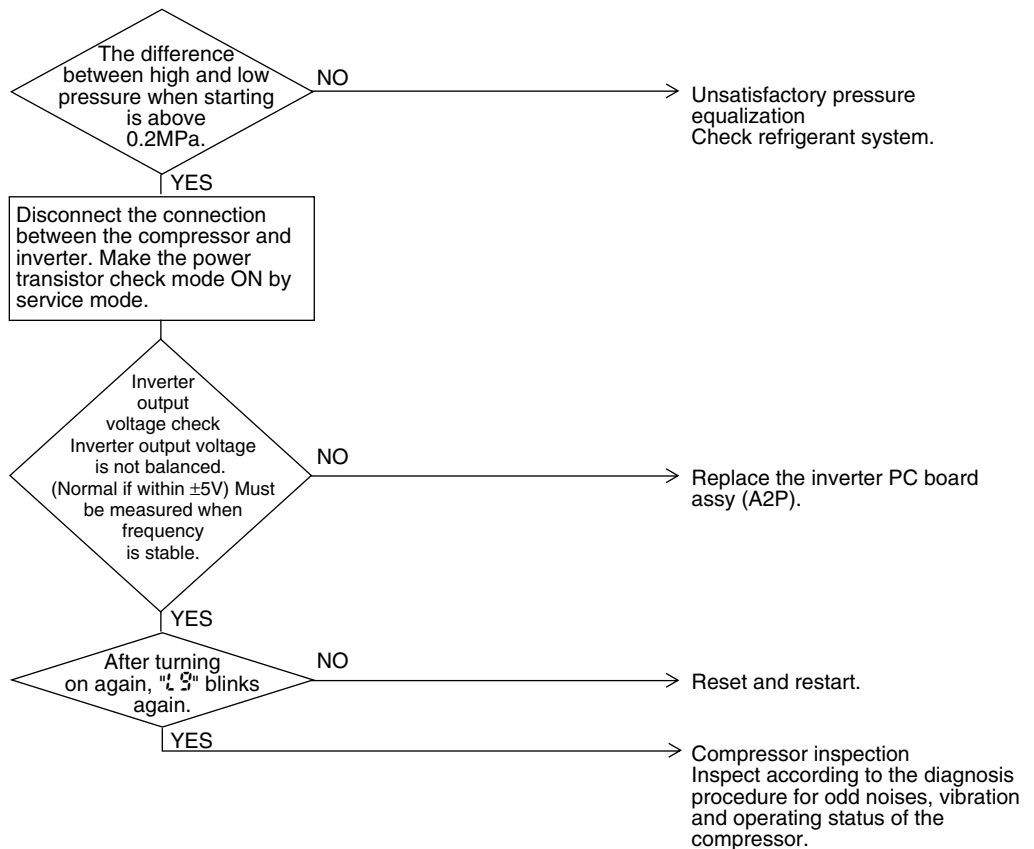 The difference
between high and low
pressure when starting
is above
0.2MPa.
NO
Unsatisfactory pressure
equalization
Check refrigerant system.
YES
Disconnect the connection
between the compressor and
inverter. Make the power
transistor check mode ON by
service mode.
Inverter
output
voltage check
Inverter output voltage
is not balanced.
(Normal if within ±5V) Must
be measured when
frequency
is stable.
NO
Replace the inverter PC board
assy (A2P).
YES
After turning
on again, "L9" blinks
again.
NO
Reset and restart.
YES
Compressor inspection
Inspect according to the diagnosis
procedure for odd noises, vibration
and operating status of the
compressor.